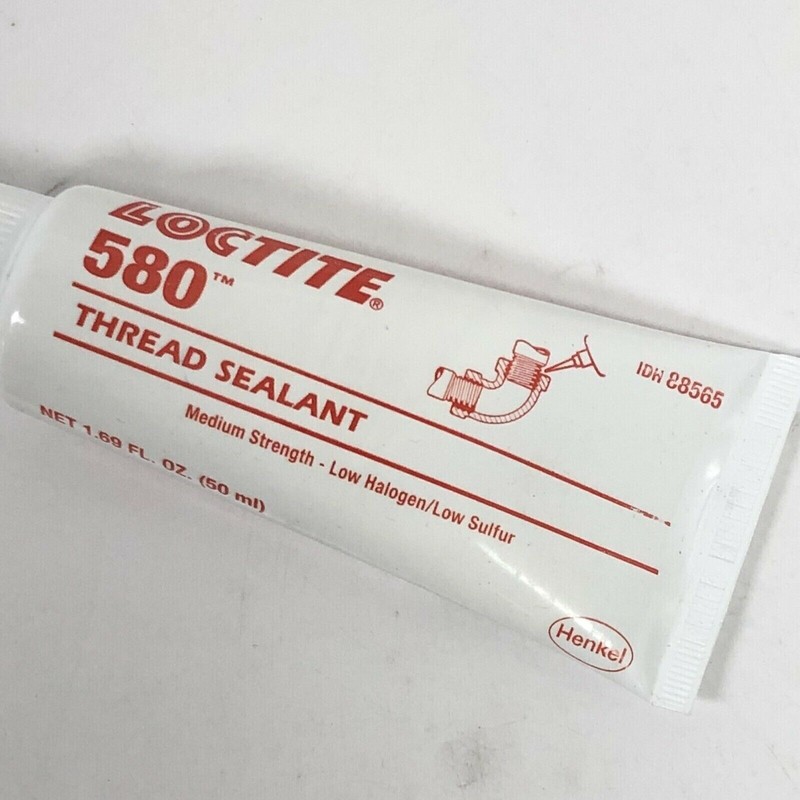 LOCTITE®
580™
THREAD SEALANT
Medium Strength - Low Halogen/Low Sulfur
NET 1.69 FL. OZ. (50 ml)
IDH 88565
Henkel